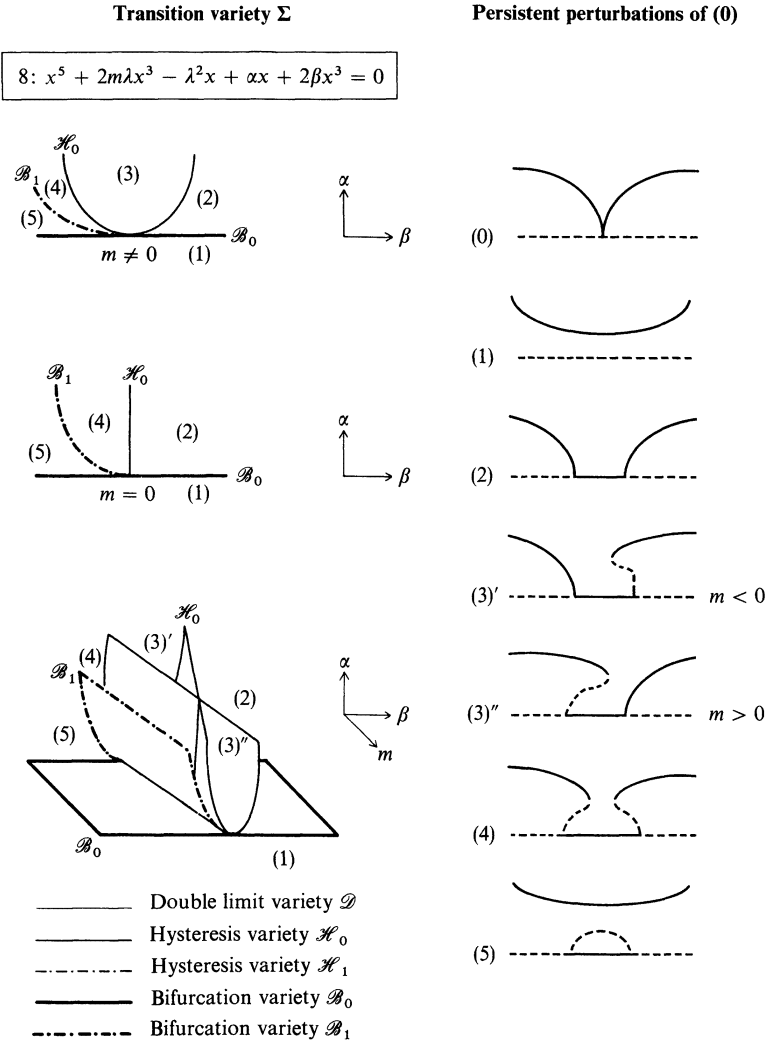 Transition variety Σ
Persistent perturbations of (0)
8: x⁵ + 2mλx³ − λ²x + αx + 2βx³ = 0
ℋ₀
ℬ₁
(4)
(3)
(2)
(5)
ℬ₀
m ≠ 0
(1)
α
β
(0)
(1)
ℬ₁
ℋ₀
(4)
(2)
(5)
ℬ₀
m = 0
(1)
α
β
(2)
(3)′
m < 0
ℋ₀
(3)′
(4)
ℬ₁
(2)
(5)
(3)″
ℬ₀
(1)
α
β
m
(3)″
m > 0
(4)
(5)
Double limit variety 𝒟
Hysteresis variety ℋ₀
Hysteresis variety ℋ₁
Bifurcation variety ℬ₀
Bifurcation variety ℬ₁